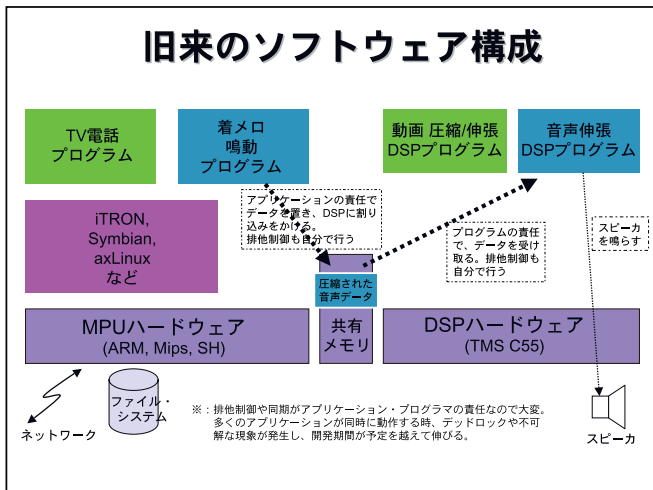 旧来のソフトウェア構成
TV電話
プログラム
着メロ
鳴動
プログラム
動画 圧縮/伸張
DSPプログラム
音声伸張
DSPプログラム
アプリケーションの責任で
データを置き、DSPに割り
込みをかける。
排他制御も自分で行う
iTRON,
Symbian,
axLinux
など
プログラムの責任
で、データを受け
取る。排他制御も
自分で行う
スピーカ
を鳴らす
圧縮された
音声データ
MPUハードウェア
(ARM, Mips, SH)
共有
メモリ
DSPハードウェア
(TMS C55)
ファイル・
システム
ネットワーク
※：排他制御や同期がアプリケーション・プログラマの責任なので大変。
多くのアプリケーションが同時に動作する時、デッドロックや不可
解な現象が発生し、開発期間が予定を越えて伸びる。
スピーカ